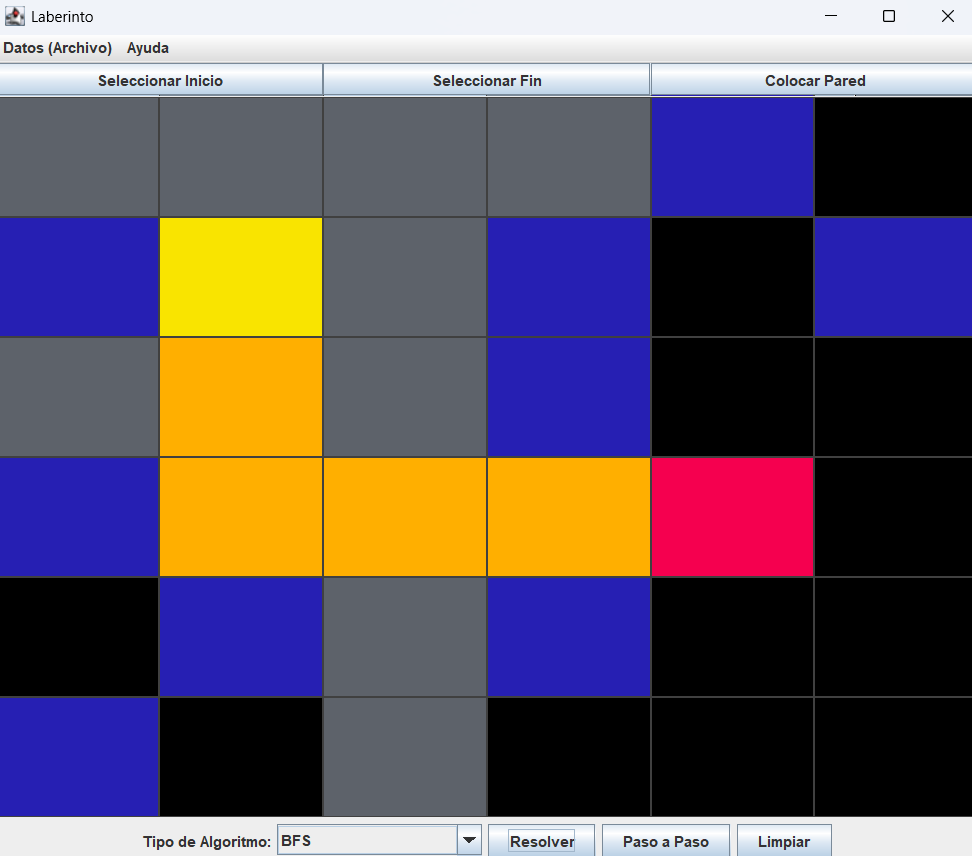 Laberinto
Datos (Archivo) Ayuda
Seleccionar Inicio Seleccionar Fin Colocar Pared
Tipo de Algoritmo: BFS Resolver Paso a Paso Limpiar